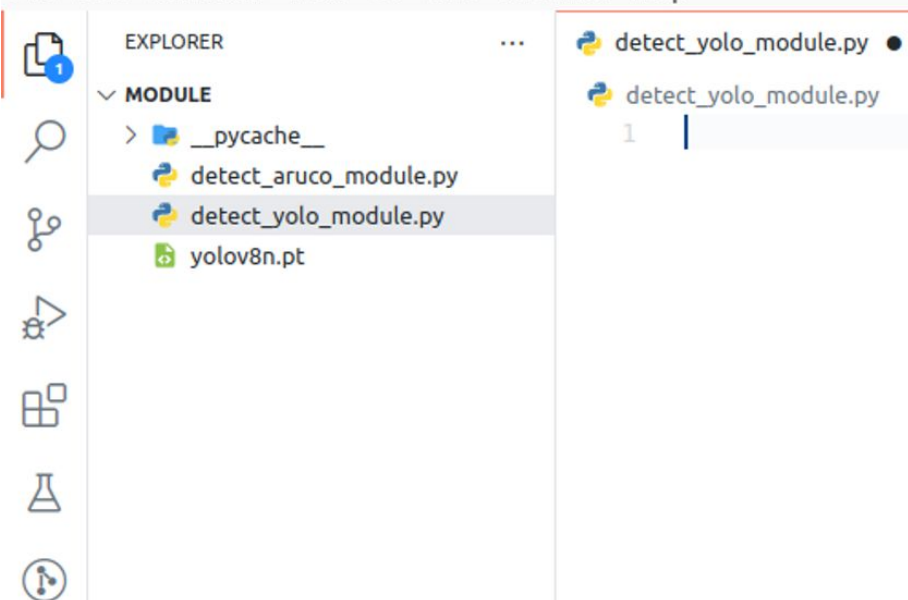 1
EXPLORER
...
MODULE
__pycache__
detect_aruco_module.py
detect_yolo_module.py
yolov8n.pt
detect_yolo_module.py
detect_yolo_module.py
1